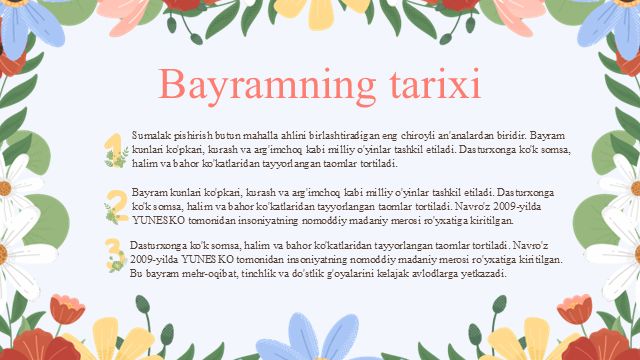 Bayramning tarixi
1
Sumalak pishirish butun mahalla ahlini birlashtiradigan eng chiroyli an'analardan biridir. Bayram
kunlari ko'pkari, kurash va arg'imchoq kabi milliy o'yinlar tashkil etiladi. Dasturxonga ko'k somsa,
halim va bahor ko'katlaridan tayyorlangan taomlar tortiladi.
2
Bayram kunlari ko'pkari, kurash va arg'imchoq kabi milliy o'yinlar tashkil etiladi. Dasturxonga
ko'k somsa, halim va bahor ko'katlaridan tayyorlangan taomlar tortiladi. Navro'z 2009-yilda
YUNESKO tomonidan insoniyatning nomoddiy madaniy merosi ro'yxatiga kiritilgan.
3
Dasturxonga ko'k somsa, halim va bahor ko'katlaridan tayyorlangan taomlar tortiladi. Navro'z
2009-yilda YUNESKO tomonidan insoniyatning nomoddiy madaniy merosi ro'yxatiga kiritilgan.
Bu bayram mehr-oqibat, tinchlik va do'stlik g'oyalarini kelajak avlodlarga yetkazadi.